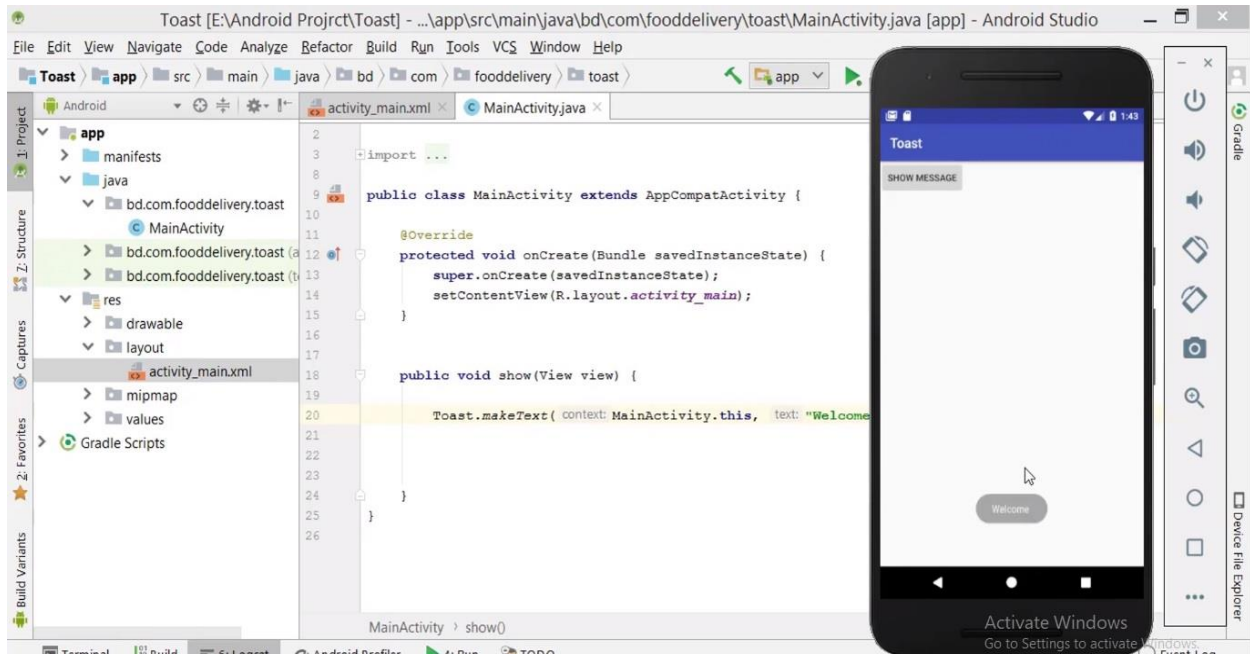 Toast [E:\Android Projrct\Toast] - ...\app\src\main\java\bd\com\fooddelivery\toast\MainActivity.java [app] - Android Studio
File Edit View Navigate Code Analyze Refactor Build Run Tools VCS Window Help
Toast app src main java bd com fooddelivery toast app
Android
activity_main.xml MainActivity.java
1: Project
Z: Structure
Captures
2: Favorites
Build Variants
app
manifests
java
bd.com.fooddelivery.toast
MainActivity
bd.com.fooddelivery.toast (a
bd.com.fooddelivery.toast (t
res
drawable
layout
activity_main.xml
mipmap
values
Gradle Scripts
2
3 import ...
8
9 public class MainActivity extends AppCompatActivity {
10
11 @Override
12 protected void onCreate(Bundle savedInstanceState) {
13 super.onCreate(savedInstanceState);
14 setContentView(R.layout.activity_main);
15 }
16
17
18 public void show(View view) {
19
20 Toast.makeText( context: MainActivity.this, text: "Welcome
21
22
23
24 }
25 }
26
MainActivity › show()
1:43
Toast
SHOW MESSAGE
Welcome
Gradle
Device File Explorer
Activate Windows
Go to Settings to activate Windows.
Terminal Build 6: Logcat Android Profiler 4: Run TODO Event Log